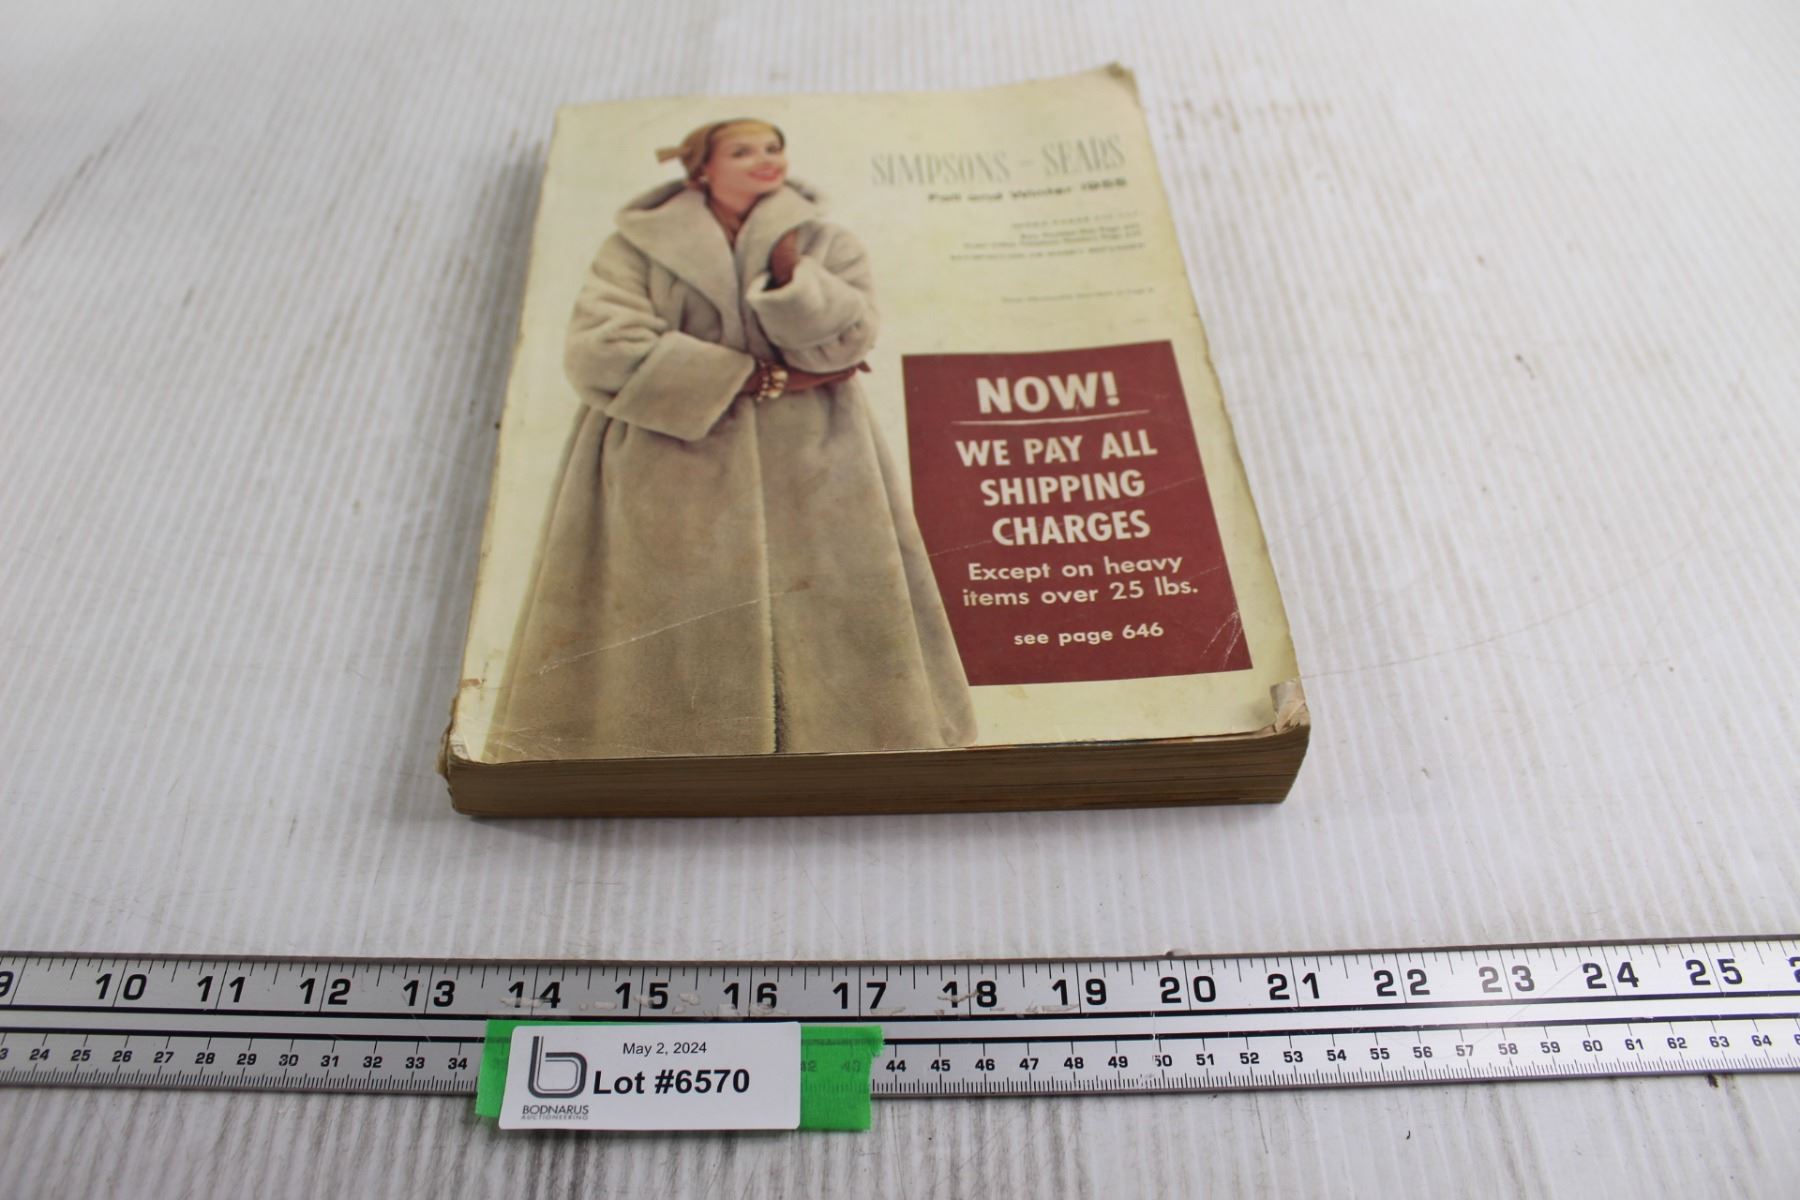 SIMPSONS - SEARS
Fall and Winter
NOW!
WE PAY ALL
SHIPPING
CHARGES
Except on heavy
items over 25 lbs.
see page 646
9 10 11 12 13 14 15 16 17 18 19 20 21 22 23 24 25
24 25 26 27 28 29 30 31 32 33 34 42 43 44 45 46 47 48 49 50 51 52 53 54 55 56 57 58 59 60 61 62 63 64
May 2, 2024
Lot #6570
BODNARUS
AUCTIONEERING